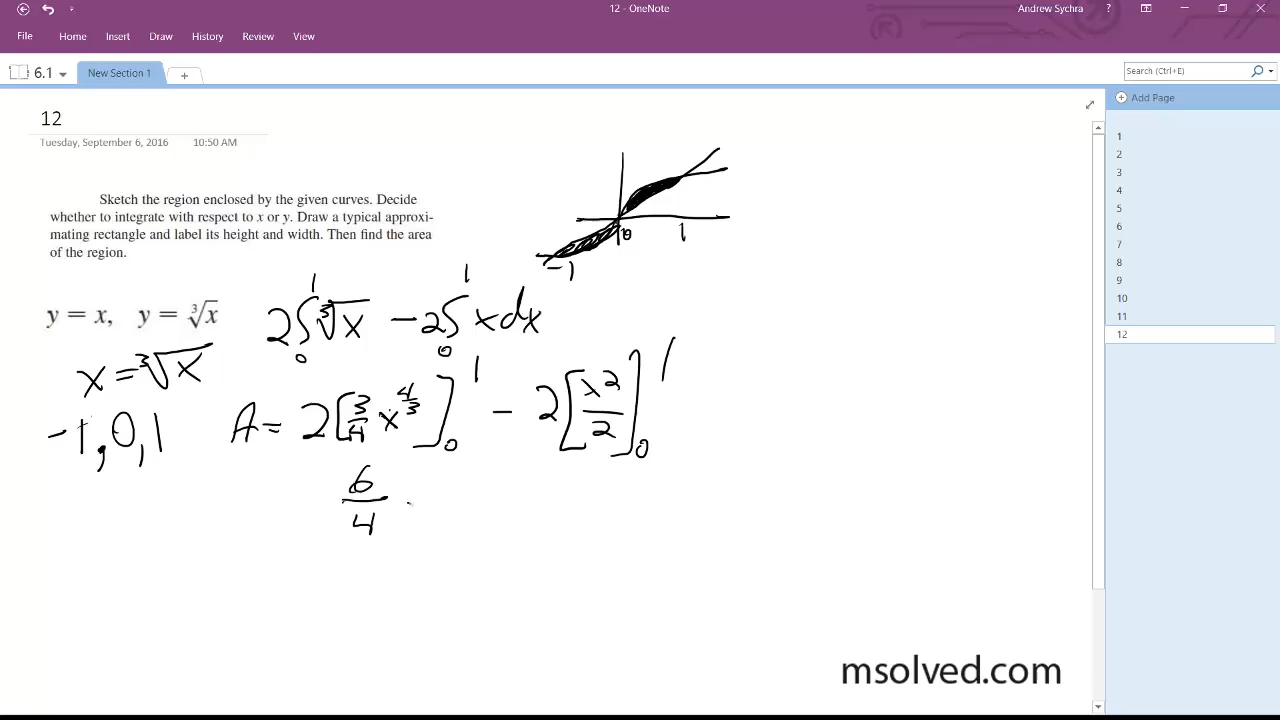 12 - OneNote
Andrew Sychra
?
File Home Insert Draw History Review View
6.1 New Section 1 +
Search (Ctrl+E)
Add Page
12
Tuesday, September 6, 2016 10:50 AM
Sketch the region enclosed by the given curves. Decide
whether to integrate with respect to x or y. Draw a typical approxi-
mating rectangle and label its height and width. Then find the area
of the region.
0 1
-1
y = x, y = ∛x
2∫₀¹ ∛x - 2∫₀¹ x dx
x = ∛x
-1, 0, 1
A = 2[3/4 x^(4/3)]₀¹ - 2[x²/2]₀¹
6/4
1
2
3
4
5
6
7
8
9
10
11
12
msolved.com